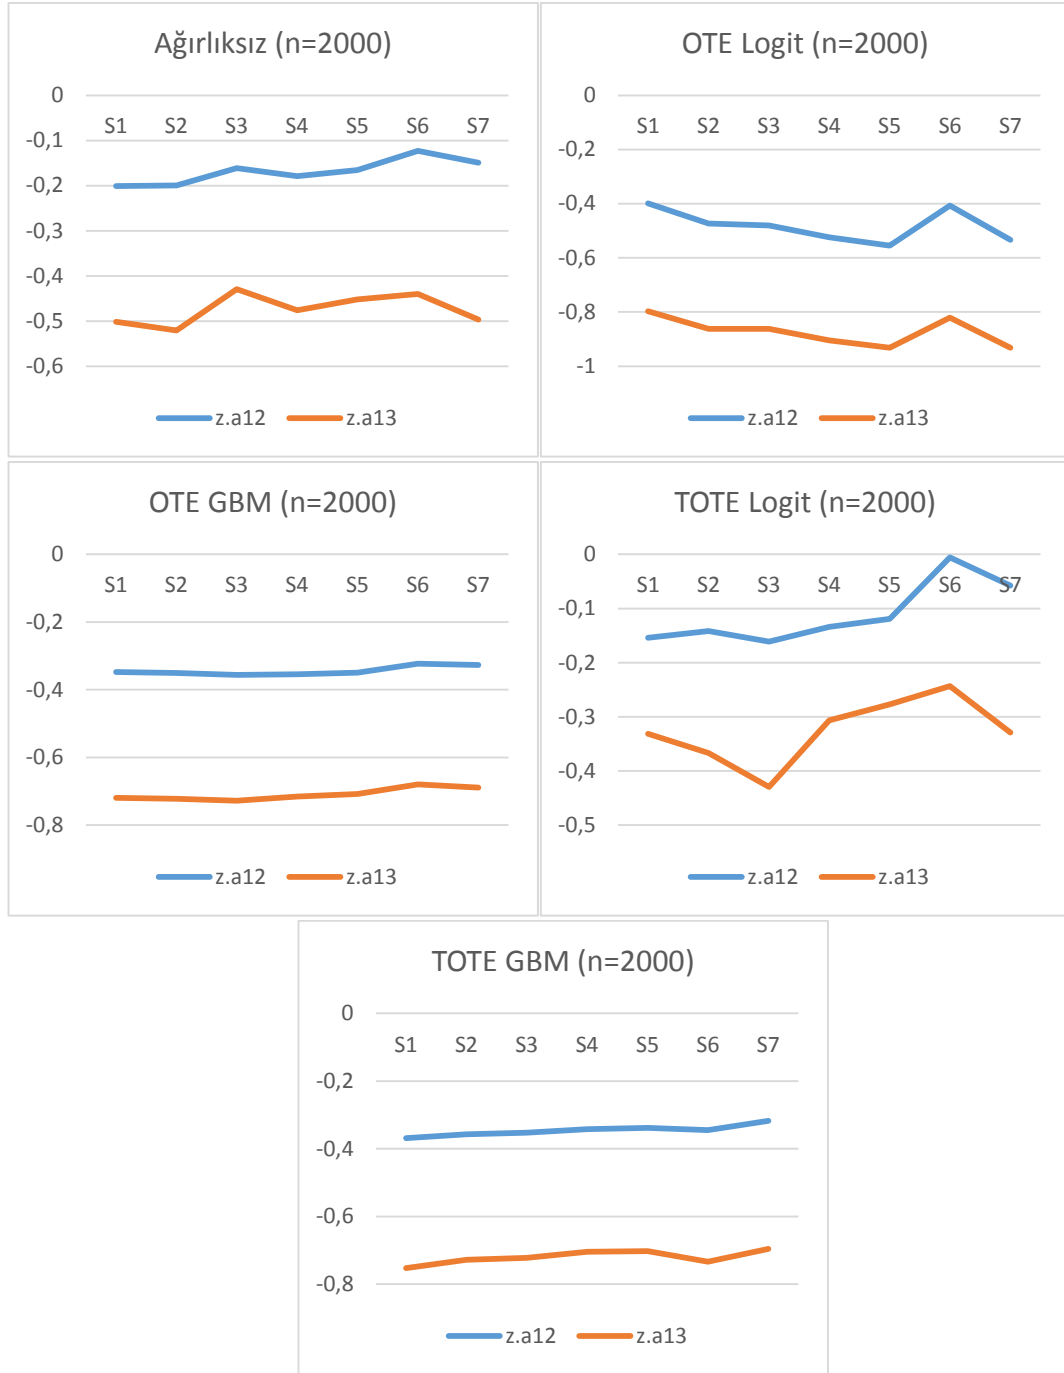 Ağırlıksız (n=2000)
0
S1 S2 S3 S4 S5 S6 S7
-0,1
-0,2
-0,3
-0,4
-0,5
-0,6
z.a12 z.a13
OTE Logit (n=2000)
0
S1 S2 S3 S4 S5 S6 S7
-0,2
-0,4
-0,6
-0,8
-1
z.a12 z.a13
OTE GBM (n=2000)
0
S1 S2 S3 S4 S5 S6 S7
-0,2
-0,4
-0,6
-0,8
z.a12 z.a13
TOTE Logit (n=2000)
0
S1 S2 S3 S4 S5 S6 S7
-0,1
-0,2
-0,3
-0,4
-0,5
z.a12 z.a13
TOTE GBM (n=2000)
0
S1 S2 S3 S4 S5 S6 S7
-0,2
-0,4
-0,6
-0,8
z.a12 z.a13